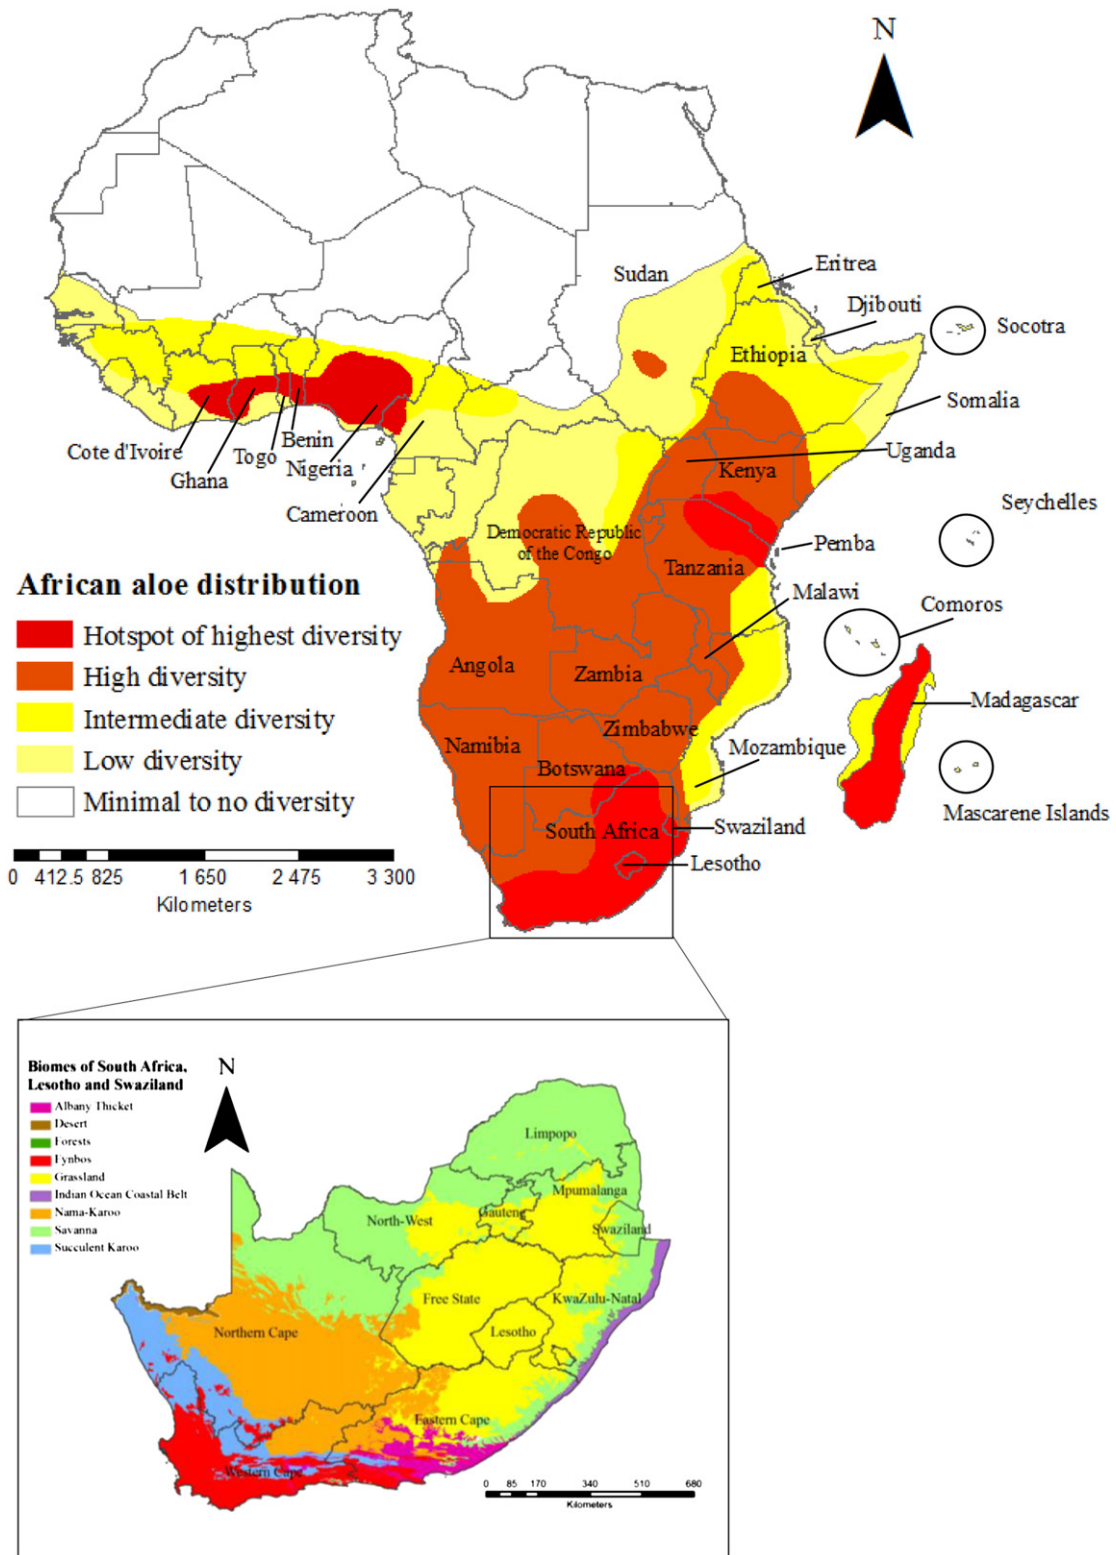 N
Sudan
Eritrea
Djibouti
Socotra
Ethiopia
Somalia
Cote d'Ivoire
Ghana
Togo
Benin
Nigeria
Cameroon
Uganda
Kenya
Seychelles
Democratic Republic
of the Congo
Pemba
Tanzania
Malawi
Comoros
African aloe distribution
Hotspot of highest diversity
High diversity
Intermediate diversity
Low diversity
Minimal to no diversity
Angola
Zambia
Madagascar
Namibia
Zimbabwe
Botswana
Mozambique
Mascarene Islands
South Africa
Swaziland
Lesotho
0 412.5 825 1 650 2 475 3 300
Kilometers
Biomes of South Africa,
Lesotho and Swaziland
N
Albany Thicket
Desert
Forests
Fynbos
Grassland
Indian Ocean Coastal Belt
Nama-Karoo
Savanna
Succulent Karoo
Limpopo
Mpumalanga
North-West
Gauteng
Swaziland
Free State
KwaZulu-Natal
Northern Cape
Lesotho
Eastern Cape
Western Cape
0 85 170 340 510 680
Kilometers